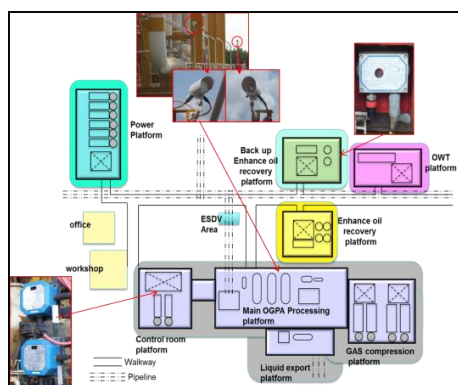 Power
Platform
Back up
Enhance oil
recovery
platform
OWT
platform
office
ESDV
Area
Enhance oil
recovery
platform
workshop
Main OGPA Processing
platform
Control room
platform
GAS compression
platform
Liquid export
platform
Walkway
Pipeline